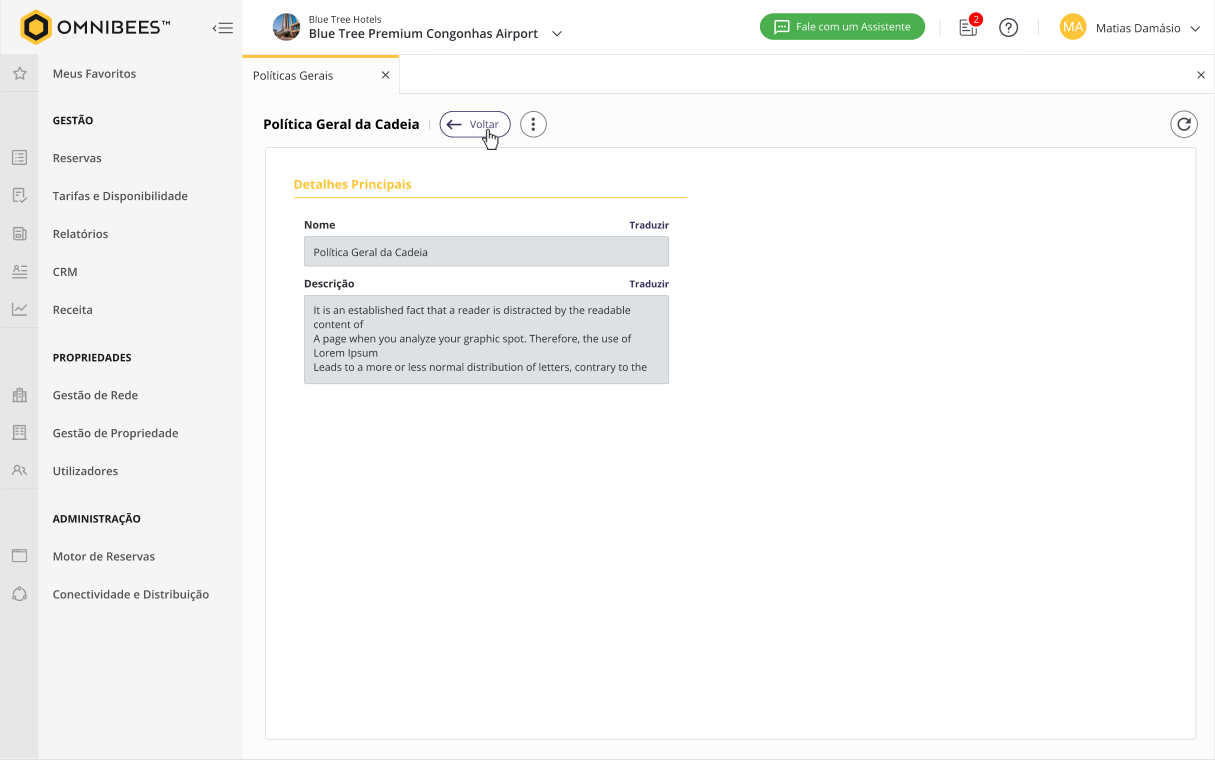 OMNIBEES™
Blue Tree Hotels
Blue Tree Premium Congonhas Airport
Fale com um Assistente
2
MA
Matias Damásio
Meus Favoritos
GESTÃO
Reservas
Tarifas e Disponibilidade
Relatórios
CRM
Receita
PROPRIEDADES
Gestão de Rede
Gestão de Propriedade
Utilizadores
ADMINISTRAÇÃO
Motor de Reservas
Conectividade e Distribuição
Políticas Gerais
Política Geral da Cadeia
Voltar
Detalhes Principais
Nome
Traduzir
Política Geral da Cadeia
Descrição
Traduzir
It is an established fact that a reader is distracted by the readable
content of
A page when you analyze your graphic spot. Therefore, the use of
Lorem Ipsum
Leads to a more or less normal distribution of letters, contrary to the